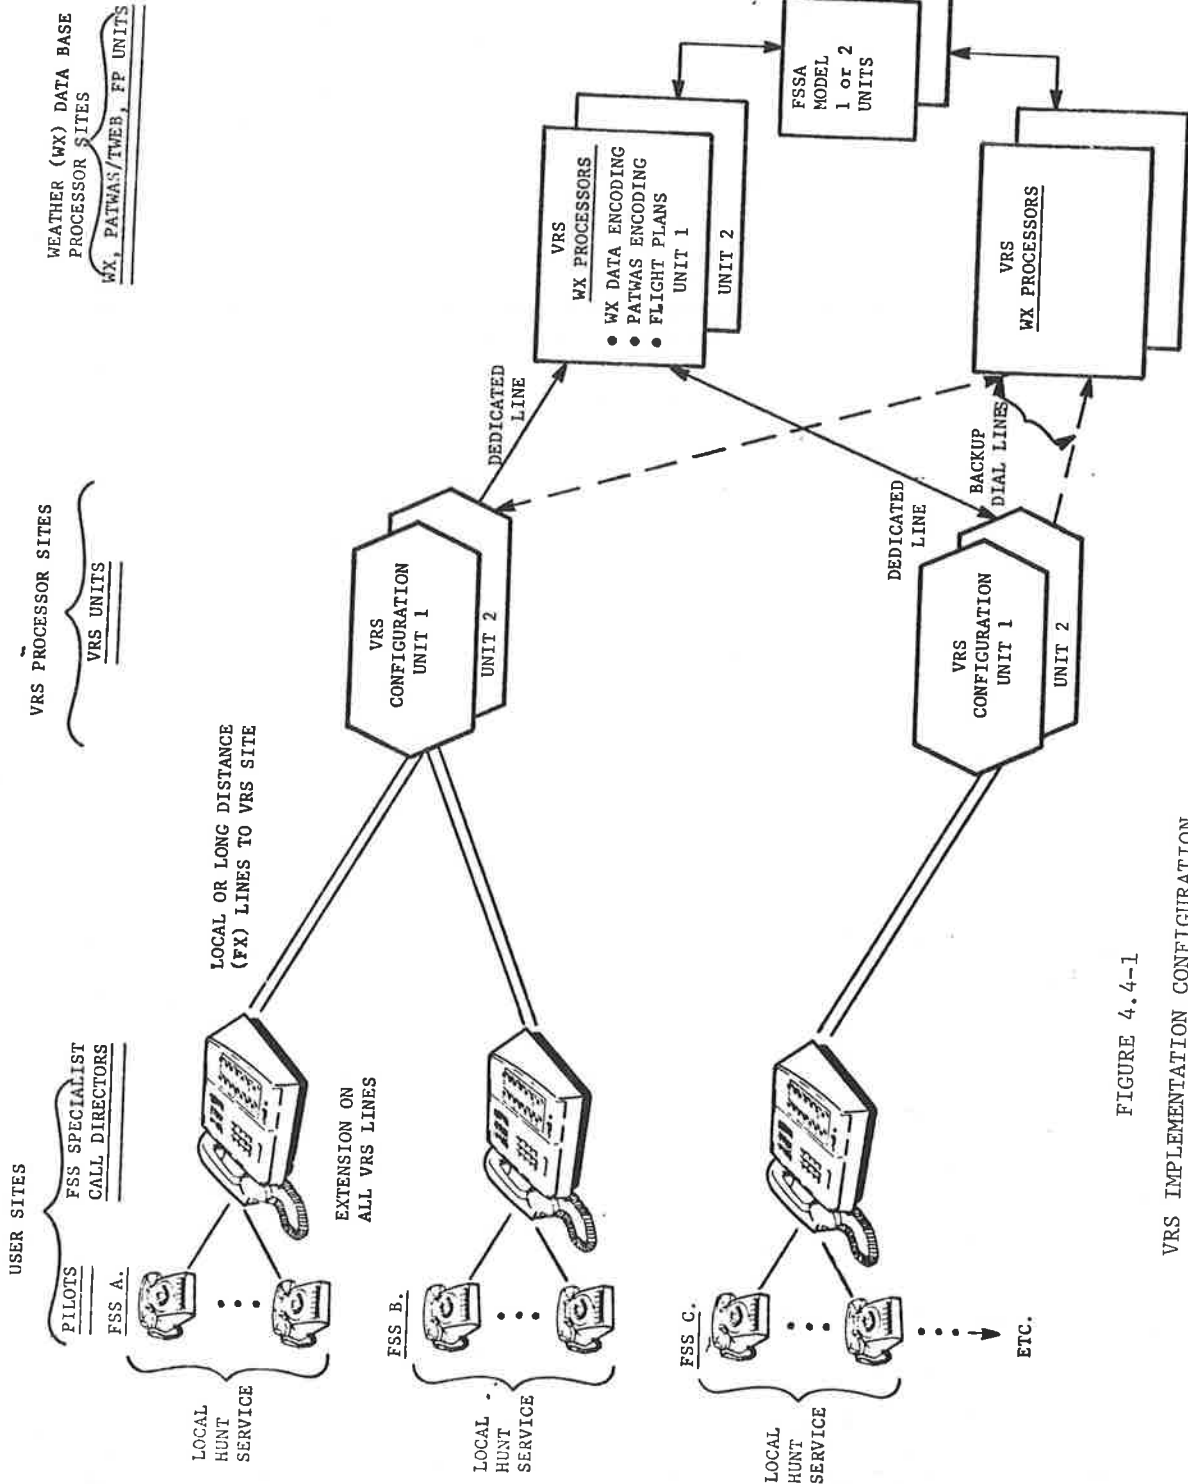 USER SITES
PILOTS
FSS SPECIALIST
CALL DIRECTORS
VRS PROCESSOR SITES
VRS UNITS
WEATHER (WX) DATA BASE
PROCESSOR SITES
WX, PATWAS/TWEB, FP UNITS
FSS A.
LOCAL
HUNT
SERVICE
EXTENSION ON
ALL VRS LINES
LOCAL OR LONG DISTANCE
(FX) LINES TO VRS SITE
VRS
CONFIGURATION
UNIT 1
UNIT 2
DEDICATED
LINE
VRS
WX PROCESSORS
• WX DATA ENCODING
• PATWAS ENCODING
• FLIGHT PLANS
UNIT 1
UNIT 2
FSSA
MODEL
1 or 2
UNITS
FSS B.
LOCAL
HUNT
SERVICE
FSS C.
LOCAL
HUNT
SERVICE
ETC.
VRS
CONFIGURATION
UNIT 1
UNIT 2
DEDICATED
LINE
BACKUP
DIAL LINES
VRS
WX PROCESSORS
FIGURE 4.4-1
VRS IMPLEMENTATION CONFIGURATION